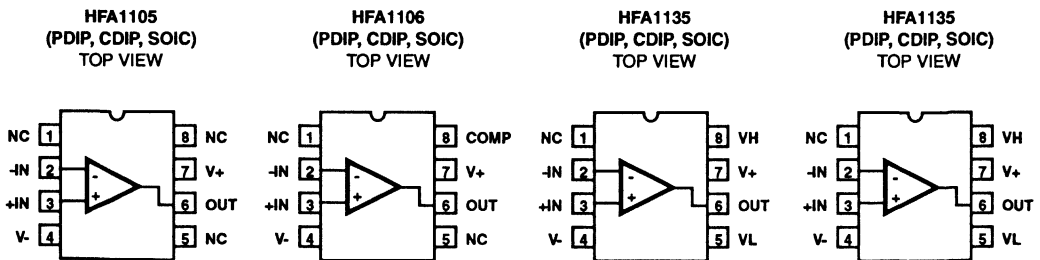 HFA1105
(PDIP, CDIP, SOIC)
TOP VIEW
NC 1 8 NC
-IN 2 - 7 V+
+IN 3 + 6 OUT
V- 4 5 NC
HFA1106
(PDIP, CDIP, SOIC)
TOP VIEW
NC 1 8 COMP
-IN 2 - 7 V+
+IN 3 + 6 OUT
V- 4 5 NC
HFA1135
(PDIP, CDIP, SOIC)
TOP VIEW
NC 1 8 VH
-IN 2 - 7 V+
+IN 3 + 6 OUT
V- 4 5 VL
HFA1135
(PDIP, CDIP, SOIC)
TOP VIEW
NC 1 8 VH
-IN 2 - 7 V+
+IN 3 + 6 OUT
V- 4 5 VL